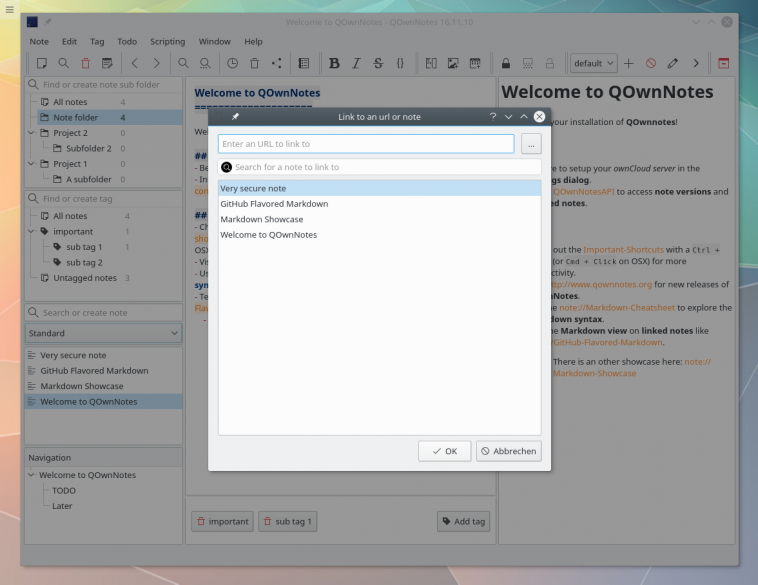 Welcome to QOwnNotes - QOwnNotes 16.11.10
Note Edit Tag Todo Scripting Window Help
B I S {} default
Find or create note sub folder
All notes 4
Note folder 4
Project 2 0
Subfolder 2 0
Project 1 0
A subfolder 0
Find or create tag
All notes 4
important 1
sub tag 1 1
sub tag 2
Untagged notes 3
Search or create note
Standard
Very secure note
GitHub Flavored Markdown
Markdown Showcase
Welcome to QOwnNotes
Navigation
Welcome to QOwnNotes
TODO
Later
Welcome to QOwnNotes
====================
Wel
##
- Be
- In
con
##
- Ch
sho
OSX
- Vis
- Us
syn
- Te
Flav
-
important sub tag 1 Add tag
Link to an url or note
Enter an URL to link to ...
Search for a note to link to
Very secure note
GitHub Flavored Markdown
Markdown Showcase
Welcome to QOwnNotes
OK Abbrechen
Welcome to QOwnNotes
your installation of QOwnnotes!
e to setup your ownCloud server in the
gs dialog.
QOwnNotesAPI to access note versions and
ed notes.
out the Important-Shortcuts with a Ctrl +
(or Cmd + Click on OSX) for more
ctivity.
ttp://www.qownnotes.org for new releases of
nNotes.
e note://Markdown-Cheatsheet to explore the
down syntax.
he Markdown view on linked notes like
/GitHub-Flavored-Markdown.
There is an other showcase here: note://
Markdown-Showcase